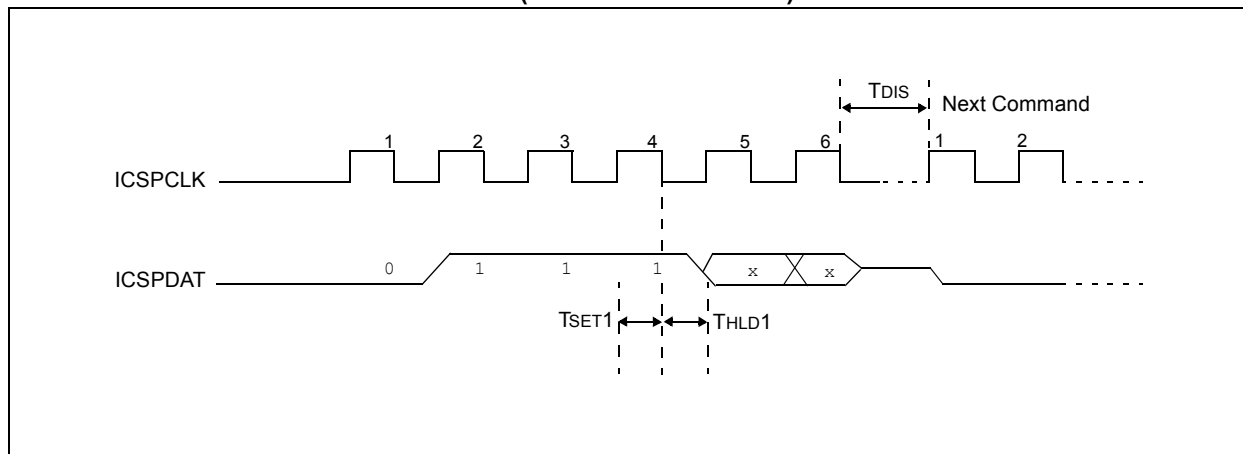 TDIS
Next Command
1 2 3 4 5 6 1 2
ICSPCLK
0 1 1 1 x x
ICSPDAT
TSET1 THLD1